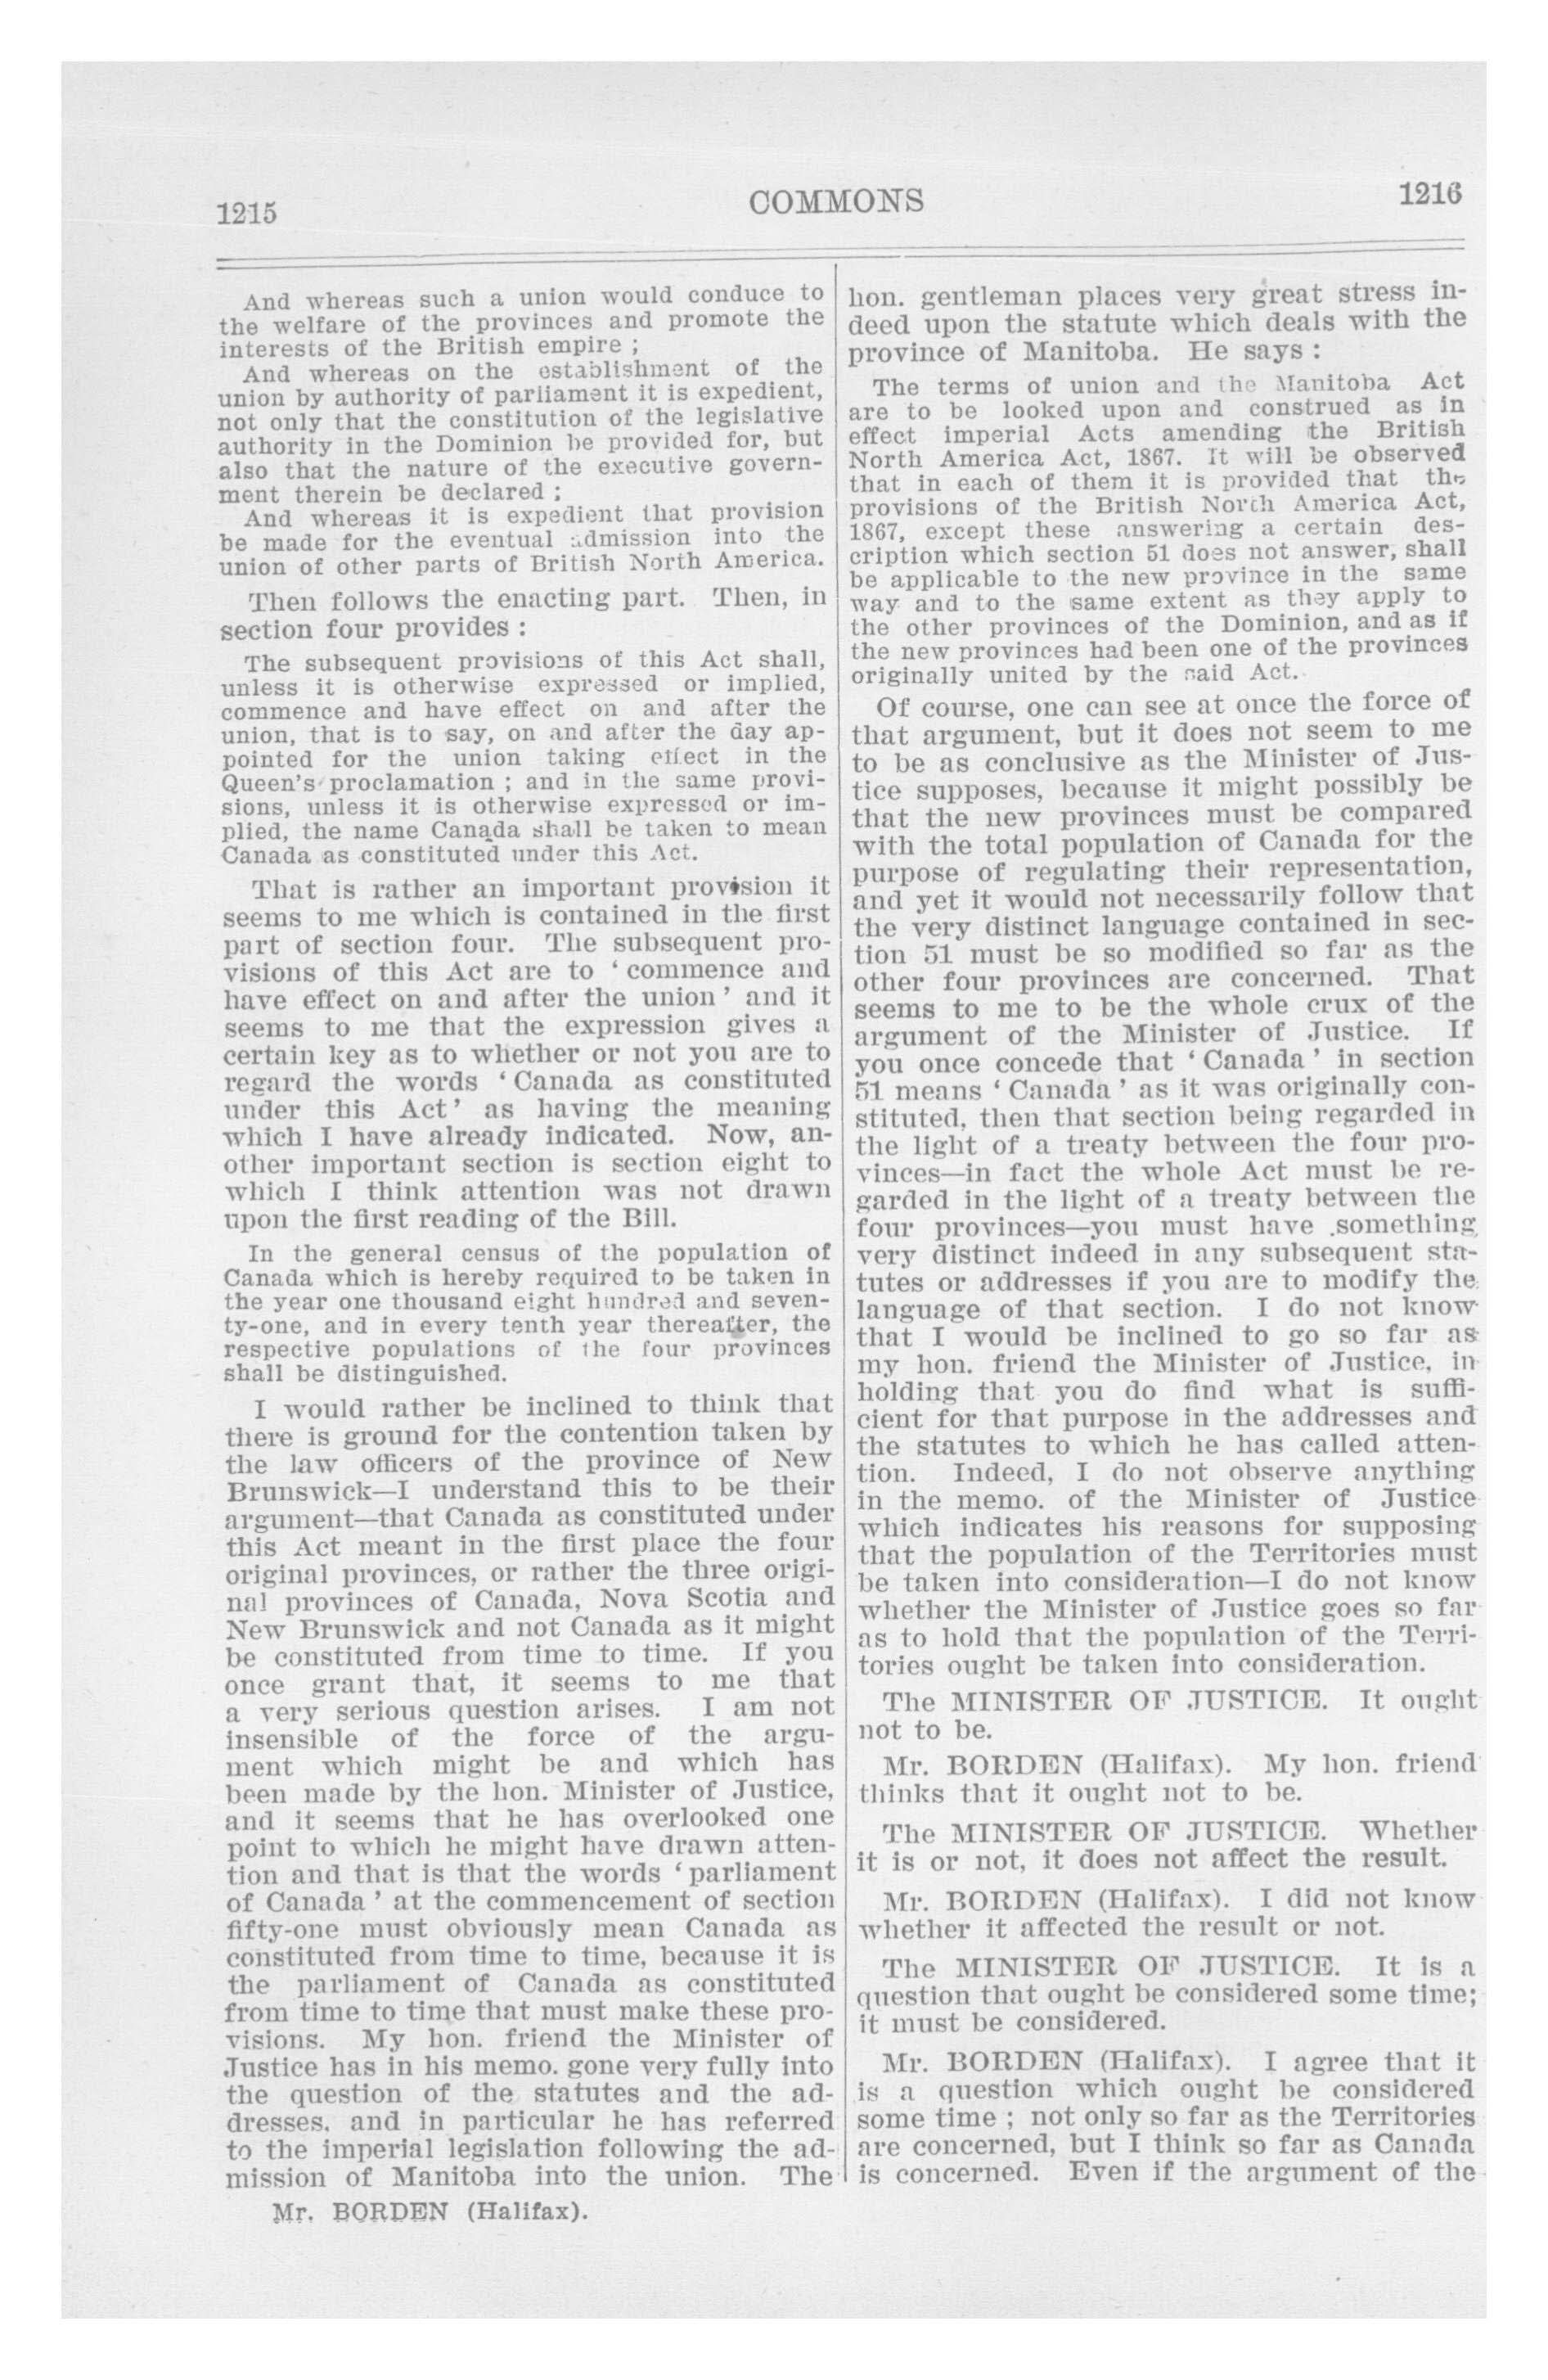 1215
COMMONS
1216
And whereas such a union would conduce to
the welfare of the provinces and promote the
interests of the British empire ;
And whereas on the establishment of the
union by authority of parliament it is expedient,
not only that the constitution of the legislative
authority in the Dominion be provided for, but
also that the nature of the executive govern-
ment therein be declared ;
And whereas it is expedient that provision
be made for the eventual admission into the
union of other parts of British North America.
Then follows the enacting part. Then, in
section four provides :
The subsequent provisions of this Act shall,
unless it is otherwise expressed or implied,
commence and have effect on and after the
union, that is to say, on and after the day ap-
pointed for the union taking effect in the
Queen's proclamation ; and in the same provi-
sions, unless it is otherwise expressed or im-
plied, the name Canada shall be taken to mean
Canada as constituted under this Act.
That is rather an important provision it
seems to me which is contained in the first
part of section four. The subsequent pro-
visions of this Act are to ‘ commence and
have effect on and after the union ’ and it
seems to me that the expression gives a
certain key as to whether or not you are to
regard the words ‘ Canada as constituted
under this Act ’ as having the meaning
which I have already indicated. Now, an-
other important section is section eight to
which I think attention was not drawn
upon the first reading of the Bill.
In the general census of the population of
Canada which is hereby required to be taken in
the year one thousand eight hundred and seven-
ty-one, and in every tenth year thereafter, the
respective populations of the four provinces
shall be distinguished.
I would rather be inclined to think that
there is ground for the contention taken by
the law officers of the province of New
Brunswick—I understand this to be their
argument—that Canada as constituted under
this Act meant in the first place the four
original provinces, or rather the three origi-
nal provinces of Canada, Nova Scotia and
New Brunswick and not Canada as it might
be constituted from time to time. If you
once grant that, it seems to me that
a very serious question arises. I am not
insensible of the force of the argu-
ment which might be and which has
been made by the hon. Minister of Justice,
and it seems that he has overlooked one
point to which he might have drawn atten-
tion and that is that the words ‘ parliament
of Canada ’ at the commencement of section
fifty-one must obviously mean Canada as
constituted from time to time, because it is
the parliament of Canada as constituted
from time to time that must make these pro-
visions. My hon. friend the Minister of
Justice has in his memo. gone very fully into
the question of the statutes and the ad-
dresses, and in particular he has referred
to the imperial legislation following the ad-
mission of Manitoba into the union. The
Mr. BORDEN (Halifax).
hon. gentleman places very great stress in-
deed upon the statute which deals with the
province of Manitoba. He says :
The terms of union and the Manitoba Act
are to be looked upon and construed as in
effect imperial Acts amending the British
North America Act, 1867. It will be observed
that in each of them it is provided that the
provisions of the British North America Act,
1867, except these answering a certain des-
cription which section 51 does not answer, shall
be applicable to the new province in the same
way and to the same extent as they apply to
the other provinces of the Dominion, and as if
the new provinces had been one of the provinces
originally united by the said Act.
Of course, one can see at once the force of
that argument, but it does not seem to me
to be as conclusive as the Minister of Jus-
tice supposes, because it might possibly be
that the new provinces must be compared
with the total population of Canada for the
purpose of regulating their representation,
and yet it would not necessarily follow that
the very distinct language contained in sec-
tion 51 must be so modified so far as the
other four provinces are concerned. That
seems to me to be the whole crux of the
argument of the Minister of Justice. If
you once concede that ‘ Canada ’ in section
51 means ‘ Canada ’ as it was originally con-
stituted, then that section being regarded in
the light of a treaty between the four pro-
vinces—in fact the whole Act must be re-
garded in the light of a treaty between the
four provinces—you must have something
very distinct indeed in any subsequent sta-
tutes or addresses if you are to modify the
language of that section. I do not know
that I would be inclined to go so far as
my hon. friend the Minister of Justice, in
holding that you do find what is suffi-
cient for that purpose in the addresses and
the statutes to which he has called atten-
tion. Indeed, I do not observe anything
in the memo. of the Minister of Justice
which indicates his reasons for supposing
that the population of the Territories must
be taken into consideration—I do not know
whether the Minister of Justice goes so far
as to hold that the population of the Terri-
tories ought be taken into consideration.
The MINISTER OF JUSTICE. It ought
not to be.
Mr. BORDEN (Halifax). My hon. friend
thinks that it ought not to be.
The MINISTER OF JUSTICE. Whether
it is or not, it does not affect the result.
Mr. BORDEN (Halifax). I did not know
whether it affected the result or not.
The MINISTER OF JUSTICE. It is a
question that ought be considered some time;
it must be considered.
Mr. BORDEN (Halifax). I agree that it
is a question which ought be considered
some time ; not only so far as the Territories
are concerned, but I think so far as Canada
is concerned. Even if the argument of the